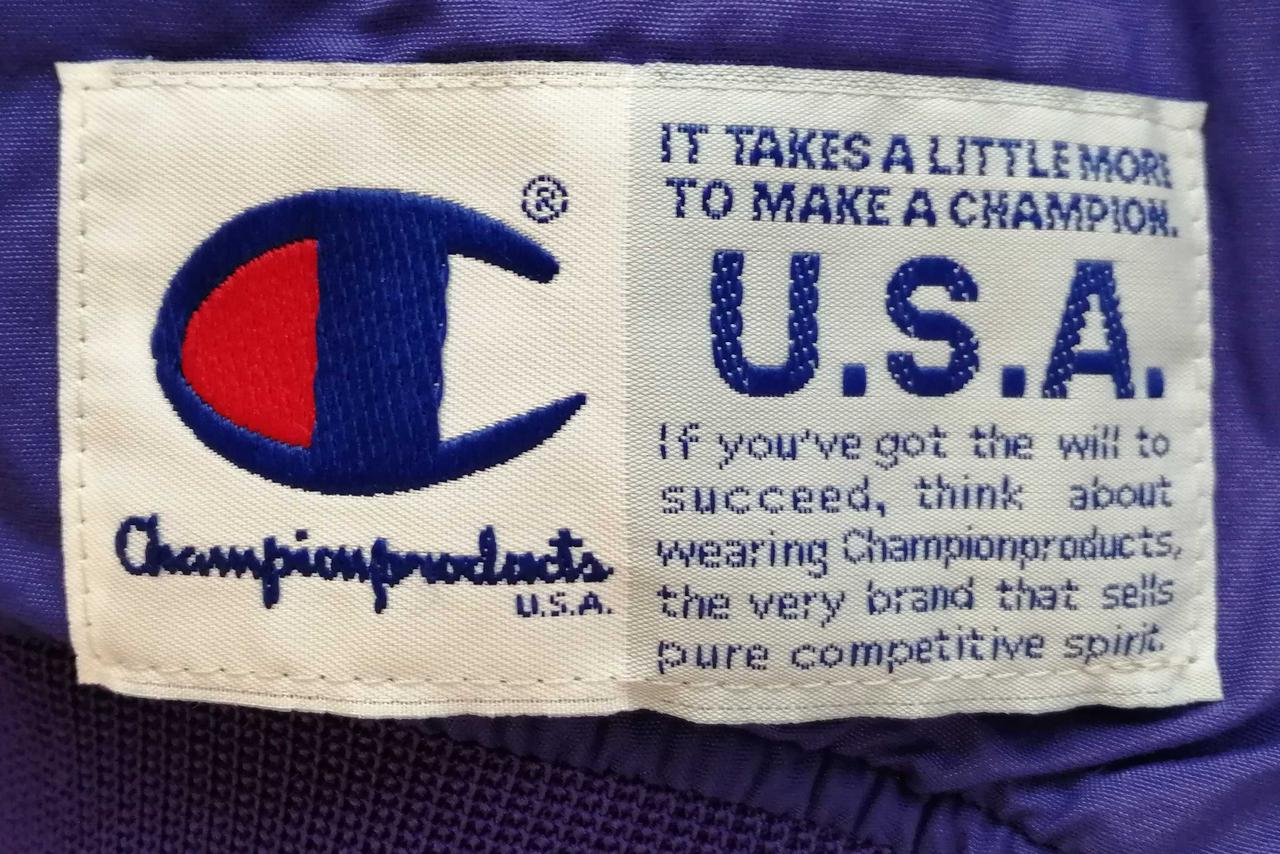 ®
Championproducts
U.S.A.
IT TAKES A LITTLE MORE
TO MAKE A CHAMPION.
U.S.A.
If you've got the will to
succeed, think about
wearing Championproducts,
the very brand that sells
pure competitive spirit.